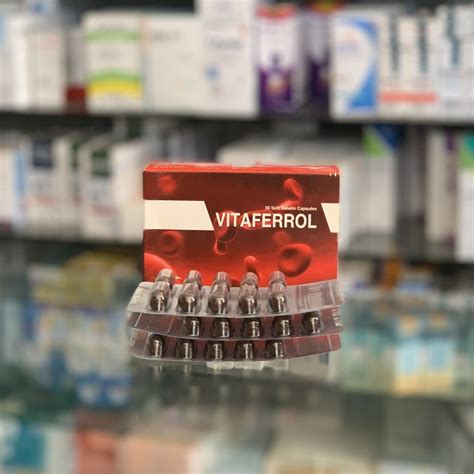 30 Soft Gelatin Capsules
VITAFERROL